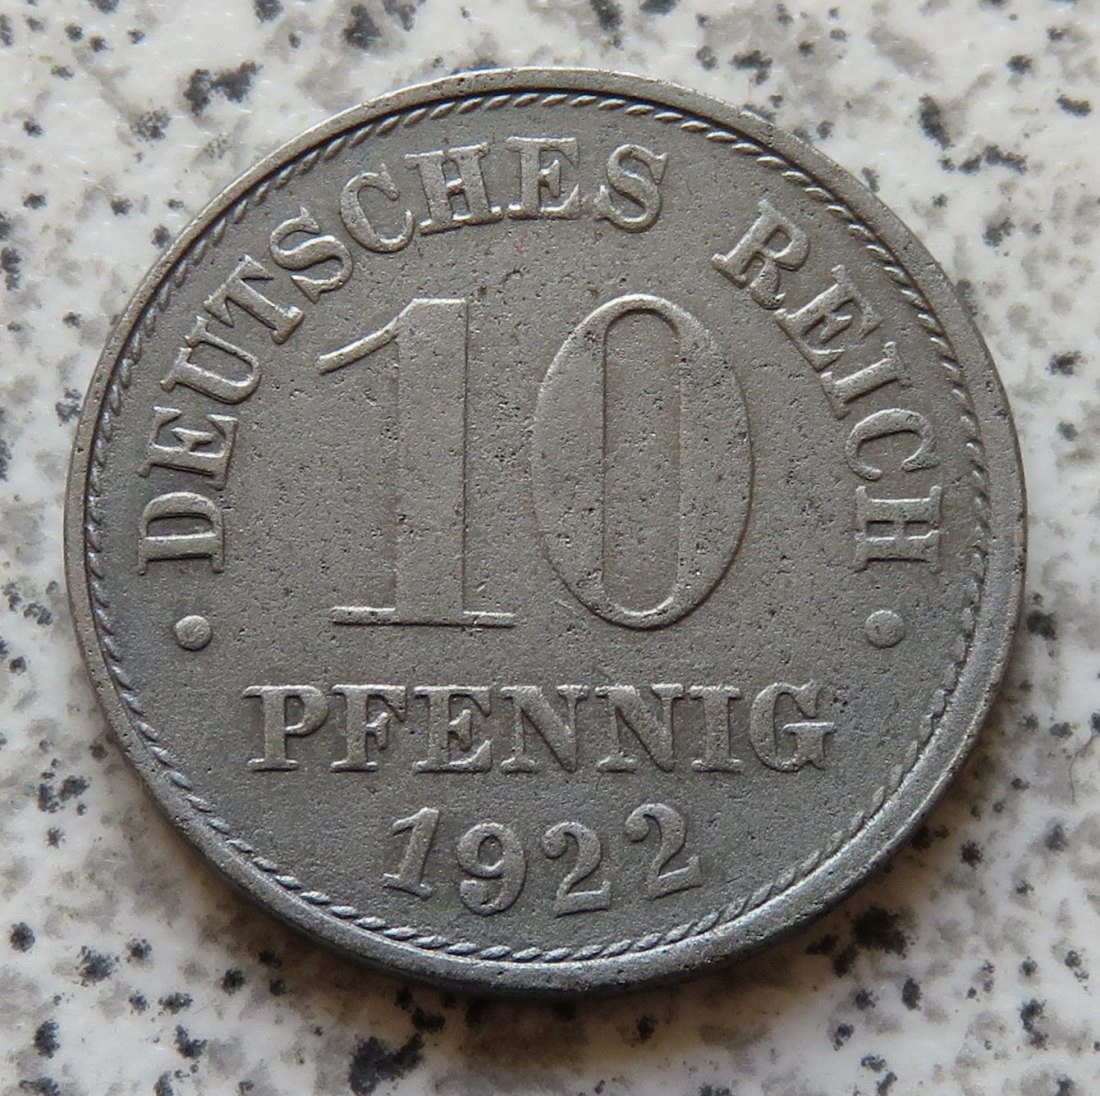 DEUTSCHES REICH
10
PFENNIG
1922